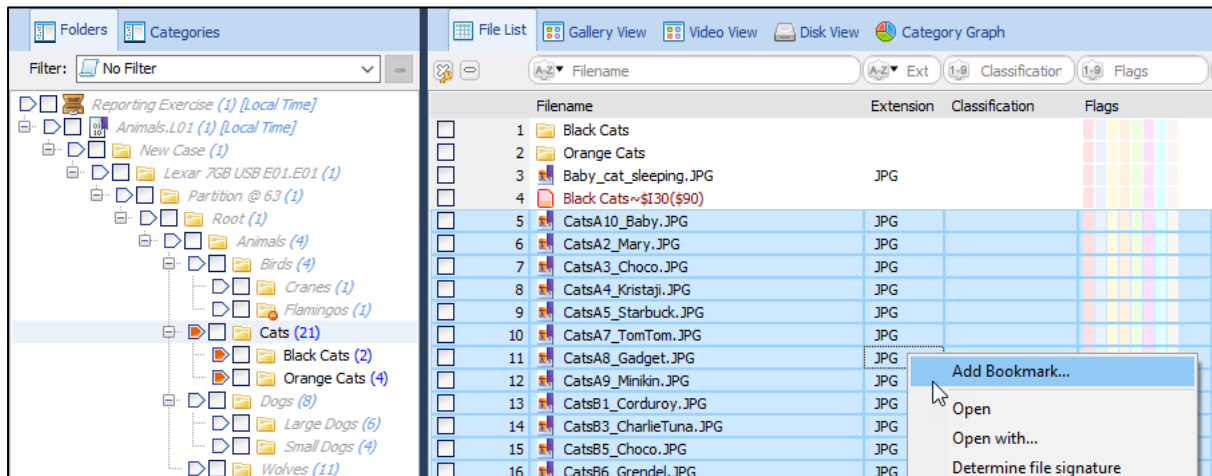 Folders Categories
Filter: No Filter
Reporting Exercise (1) [Local Time]
Animals.L01 (1) [Local Time]
New Case (1)
Lexar 7GB USB E01.E01 (1)
Partition @ 63 (1)
Root (1)
Animals (4)
Birds (4)
Cranes (1)
Flamingos (1)
Cats (21)
Black Cats (2)
Orange Cats (4)
Dogs (8)
Large Dogs (6)
Small Dogs (4)
Wolves (11)
File List Gallery View Video View Disk View Category Graph
A-Z Filename A-Z Ext 1-9 Classification 1-9 Flags
Filename Extension Classification Flags
1 Black Cats
2 Orange Cats
3 Baby_cat_sleeping.JPG JPG
4 Black Cats~$I30($90)
5 CatsA10_Baby.JPG JPG
6 CatsA2_Mary.JPG JPG
7 CatsA3_Choco.JPG JPG
8 CatsA4_Kristaji.JPG JPG
9 CatsA5_Starbuck.JPG JPG
10 CatsA7_TomTom.JPG JPG
11 CatsA8_Gadget.JPG JPG
12 CatsA9_Minikin.JPG JPG
13 CatsB1_Corduroy.JPG JPG
14 CatsB3_CharlieTuna.JPG JPG
15 CatsB5_Choco.JPG JPG
16 CatsB6_Grendel.JPG JPG
Add Bookmark...
Open
Open with...
Determine file signature